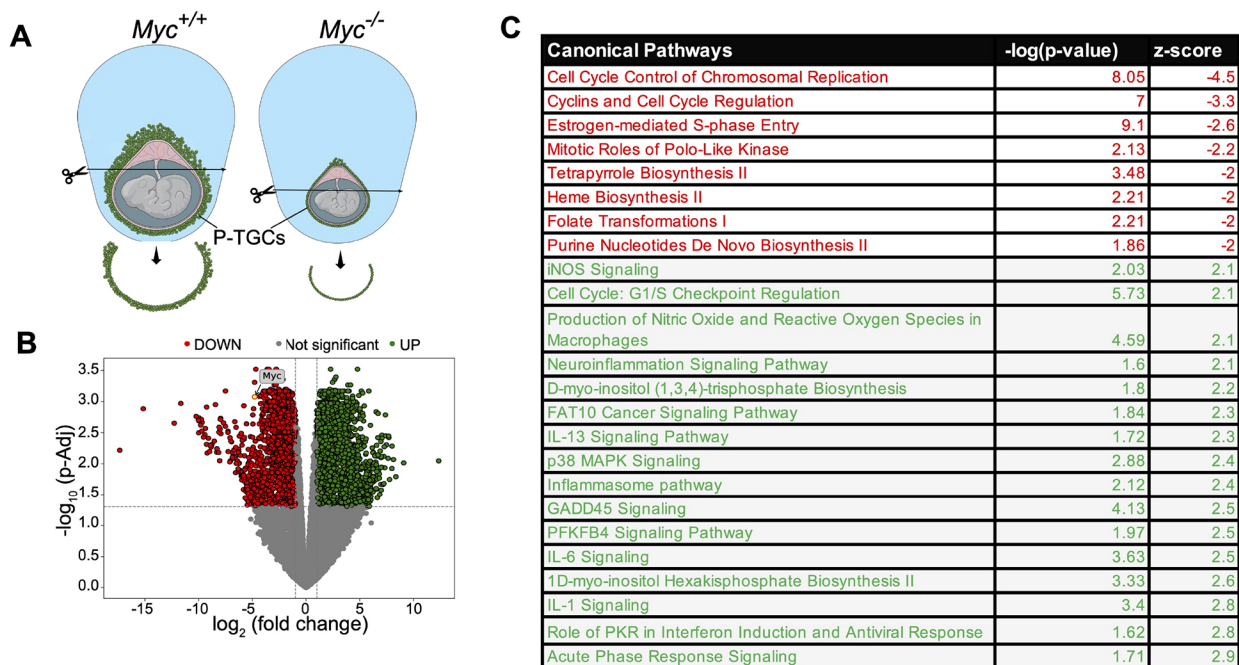 A
Myc+/+
Myc-/-
P-TGCs
B
DOWN Not significant UP
Myc
3.5
3.0
2.5
2.0
1.5
1.0
0.5
0.0
-log10 (p-Adj)
-15 -10 -5 0 5 10
log2 (fold change)
C
Canonical Pathways -log(p-value) z-score
Cell Cycle Control of Chromosomal Replication 8.05 -4.5
Cyclins and Cell Cycle Regulation 7 -3.3
Estrogen-mediated S-phase Entry 9.1 -2.6
Mitotic Roles of Polo-Like Kinase 2.13 -2.2
Tetrapyrrole Biosynthesis II 3.48 -2
Heme Biosynthesis II 2.21 -2
Folate Transformations I 2.21 -2
Purine Nucleotides De Novo Biosynthesis II 1.86 -2
iNOS Signaling 2.03 2.1
Cell Cycle: G1/S Checkpoint Regulation 5.73 2.1
Production of Nitric Oxide and Reactive Oxygen Species in
Macrophages 4.59 2.1
Neuroinflammation Signaling Pathway 1.6 2.1
D-myo-inositol (1,3,4)-trisphosphate Biosynthesis 1.8 2.2
FAT10 Cancer Signaling Pathway 1.84 2.3
IL-13 Signaling Pathway 1.72 2.3
p38 MAPK Signaling 2.88 2.4
Inflammasome pathway 2.12 2.4
GADD45 Signaling 4.13 2.5
PFKFB4 Signaling Pathway 1.97 2.5
IL-6 Signaling 3.63 2.5
1D-myo-inositol Hexakisphosphate Biosynthesis II 3.33 2.6
IL-1 Signaling 3.4 2.8
Role of PKR in Interferon Induction and Antiviral Response 1.62 2.8
Acute Phase Response Signaling 1.71 2.9